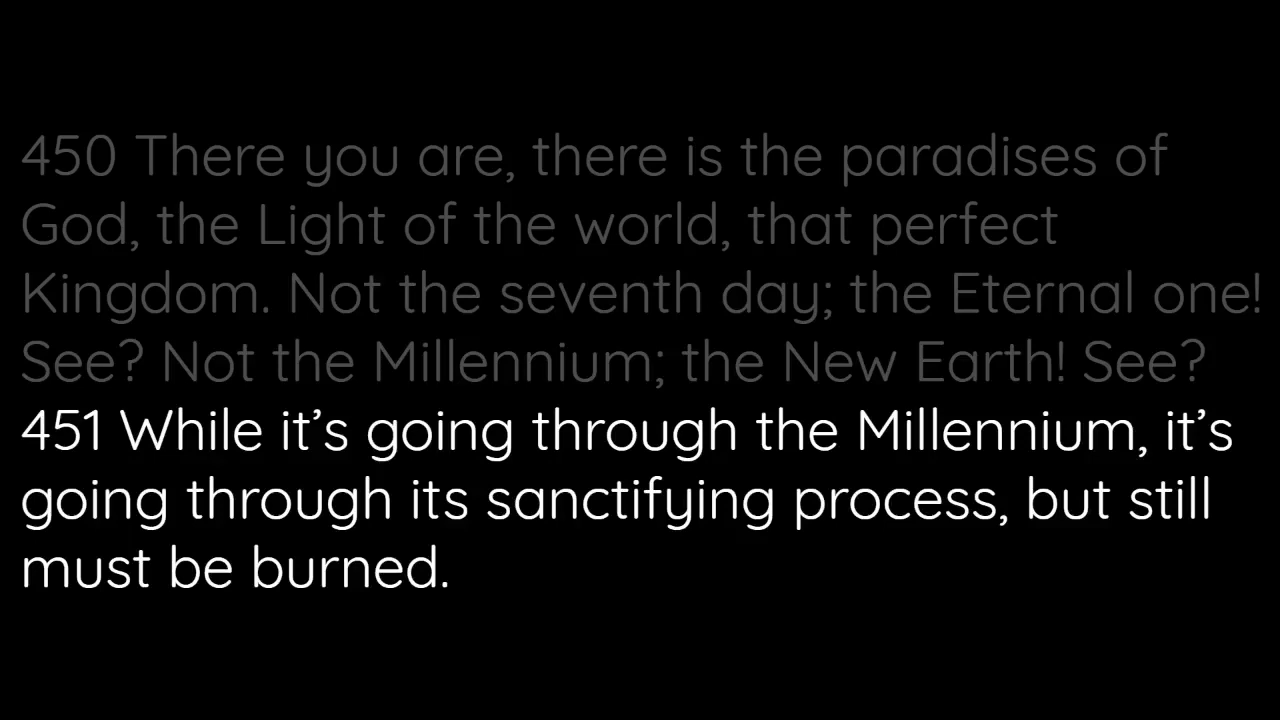 450 There you are, there is the paradises of
God, the Light of the world, that perfect
Kingdom. Not the seventh day; the Eternal one!
See? Not the Millennium; the New Earth! See?
451 While it’s going through the Millennium, it’s
going through its sanctifying process, but still
must be burned.